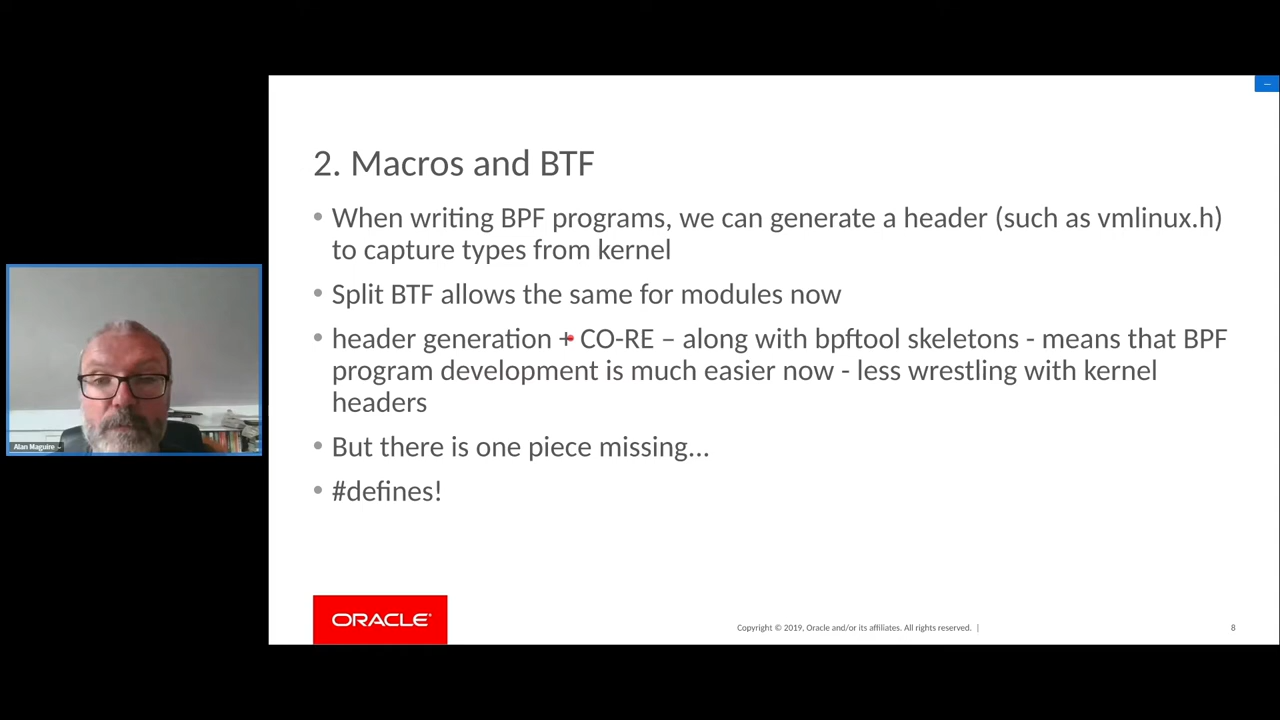 2. Macros and BTF
• When writing BPF programs, we can generate a header (such as vmlinux.h)
to capture types from kernel
• Split BTF allows the same for modules now
• header generation + CO-RE – along with bpftool skeletons - means that BPF
program development is much easier now - less wrestling with kernel
headers
• But there is one piece missing...
• #defines!
Alan Maguire
ORACLE®
Copyright © 2019, Oracle and/or its affiliates. All rights reserved. |
8